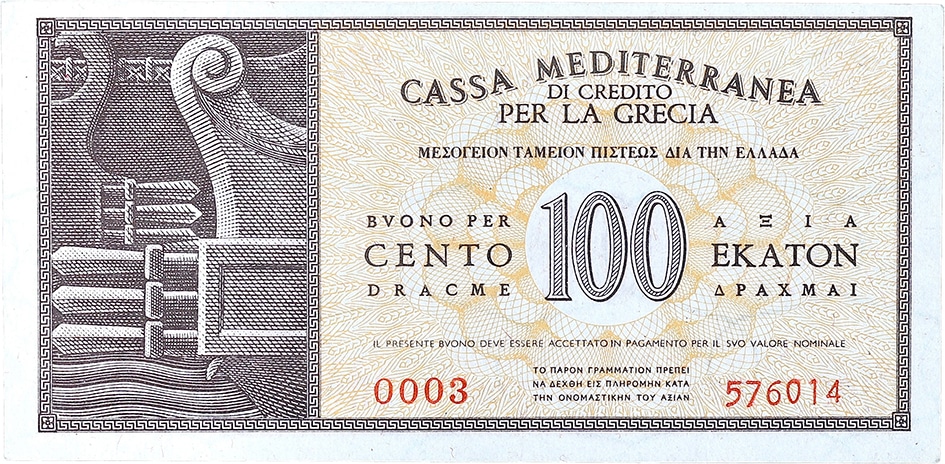 CASSA MEDITERRANEA
DI CREDITO
PER LA GRECIA
ΜΕΣΟΓΕΙΟΝ ΤΑΜΕΙΟΝ ΠΙΣΤΕΩΣ ΔΙΑ ΤΗΝ ΕΛΛΑΔΑ
BVONO PER 100 ΑΞΙΑ
CENTO ΕΚΑΤΟΝ
DRACME ΔΡΑΧΜΑΙ
IL PRESENTE BVONO DEVE ESSERE ACCETTATO IN PAGAMENTO PER IL SVO VALORE NOMINALE
ΤΟ ΠΑΡΟΝ ΓΡΑΜΜΑΤΙΟΝ ΠΡΕΠΕΙ
ΝΑ ΔΕΧΘΗ ΕΙΣ ΠΛΗΡΟΜΗΝ ΚΑΤΑ
ΤΗΝ ΟΝΟΜΑΣΤΙΚΗΝ ΤΟΥ ΑΞΙΑΝ
0003 576014